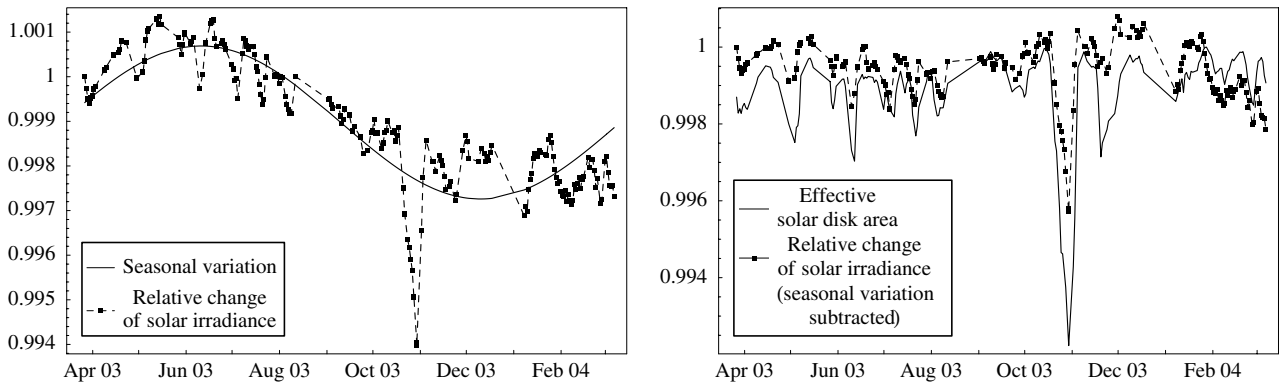 1.001
1
0.999
0.998
0.997
0.996
0.995
0.994
Seasonal variation
Relative change
of solar irradiance
Apr 03 Jun 03 Aug 03 Oct 03 Dec 03 Feb 04
1
0.998
0.996
0.994
Effective
solar disk area
Relative change
of solar irradiance
(seasonal variation
subtracted)
Apr 03 Jun 03 Aug 03 Oct 03 Dec 03 Feb 04